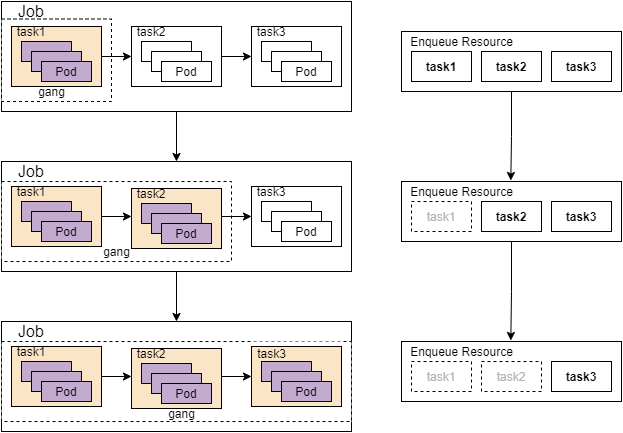 Job
task1
task2
task3
Pod
Pod
Pod
gang
Enqueue Resource
task1
task2
task3
Job
task1
task2
task3
Pod
Pod
Pod
gang
Enqueue Resource
task1
task2
task3
Job
task1
task2
task3
Pod
Pod
Pod
gang
Enqueue Resource
task1
task2
task3